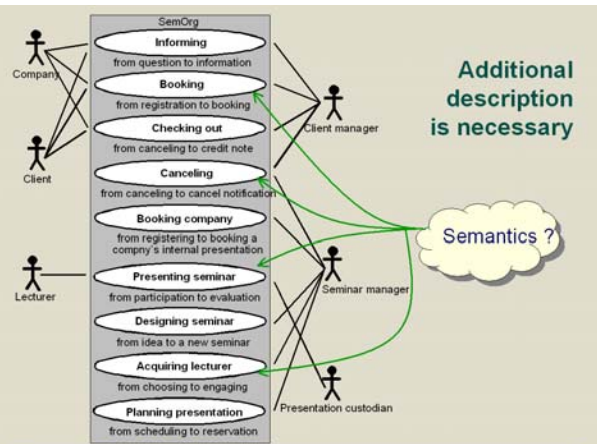 SemOrg
Informing
from question to information
Booking
from registration to booking
Checking out
from canceling to credit note
Canceling
from canceling to cancel notification
Booking company
from registering to booking a
compny's internal presentation
Presenting seminar
from participation to evaluation
Designing seminar
from idea to a new seminar
Acquiring lecturer
from choosing to engaging
Planning presentation
from scheduling to reservation
Company
Client
Lecturer
Client manager
Seminar manager
Presentation custodian
Additional
description
is necessary
Semantics ?